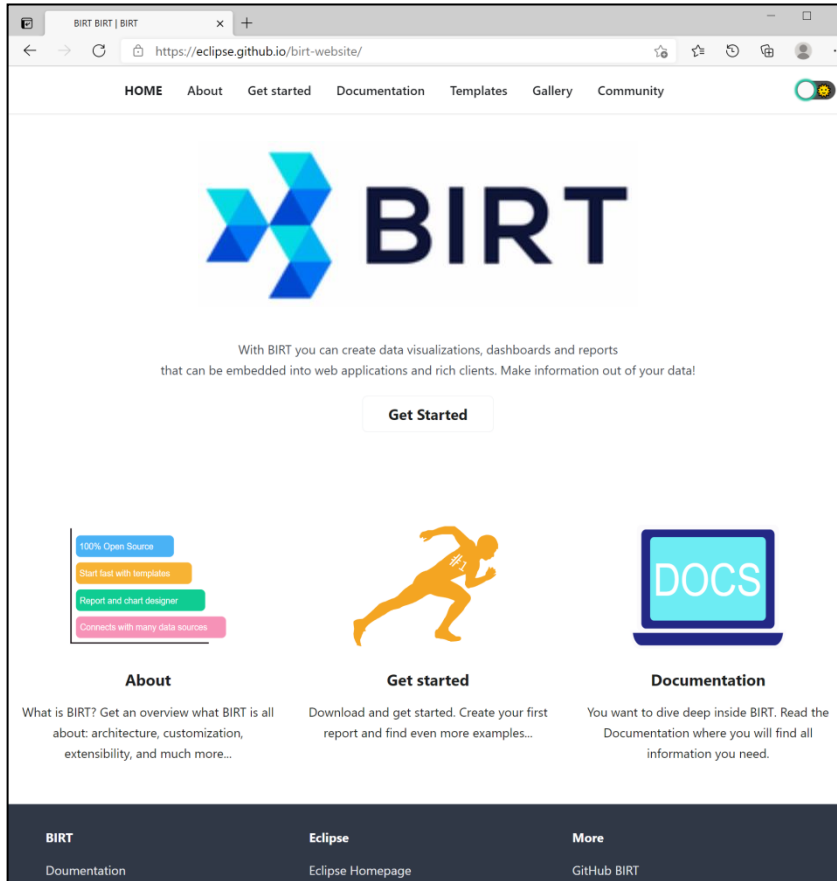 BIRT BIRT | BIRT
https://eclipse.github.io/birt-website/
HOME About Get started Documentation Templates Gallery Community
BIRT
With BIRT you can create data visualizations, dashboards and reports
that can be embedded into web applications and rich clients. Make information out of your data!
Get Started
100% Open Source
Start fast with templates
Report and chart designer
Connects with many data sources
#1
DOCS
About
What is BIRT? Get an overview what BIRT is all
about: architecture, customization,
extensibility, and much more...
Get started
Download and get started. Create your first
report and find even more examples...
Documentation
You want to dive deep inside BIRT. Read the
Documentation where you will find all
information you need.
BIRT
Doumentation
Eclipse
Eclipse Homepage
More
GitHub BIRT